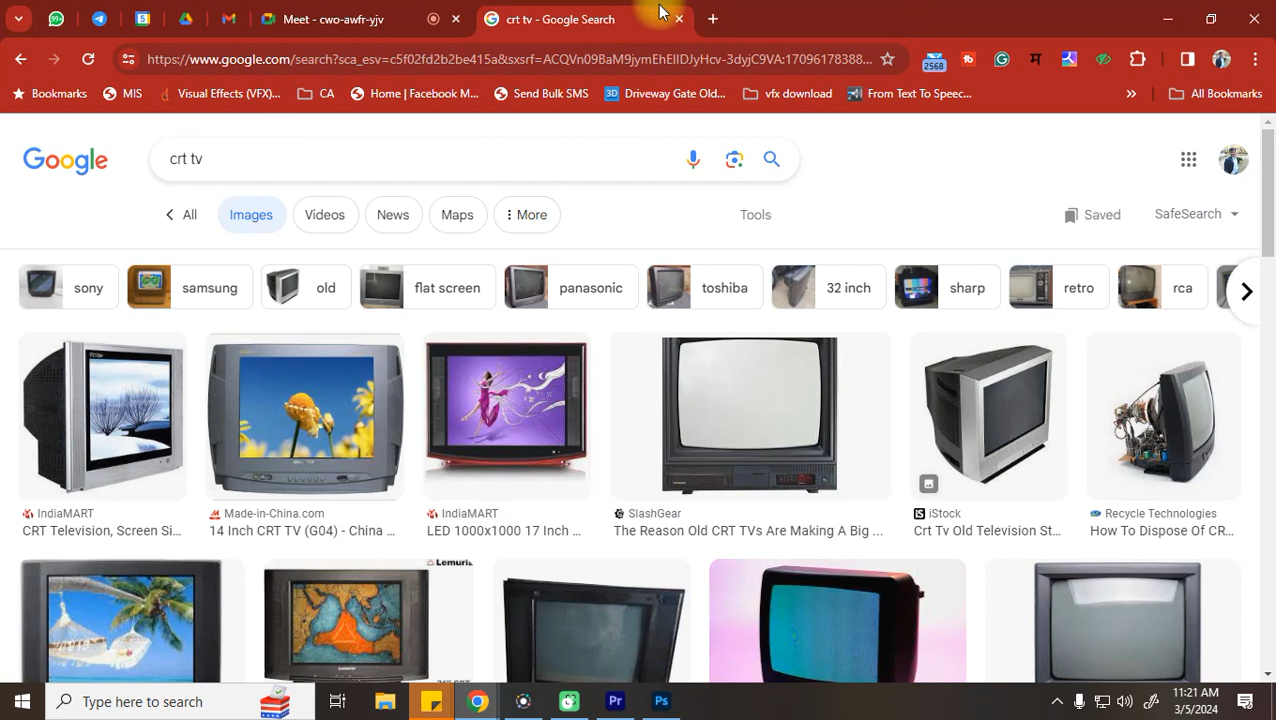 Meet - cwo-awfr-yjv
crt tv - Google Search
https://www.google.com/search?sca_esv=c5f02fd2b2be415a&sxsrf=ACQVn09BaM9jymEhEIIDJyHcv-3dyjC9VA:17096178388...
2568
Bookmarks
MIS
Visual Effects (VFX)...
CA
Home | Facebook M...
Send Bulk SMS
3D
Driveway Gate Old...
vfx download
From Text To Speec...
All Bookmarks
Google
crt tv
All
Images
Videos
News
Maps
More
Tools
Saved
SafeSearch
sony
samsung
old
flat screen
panasonic
toshiba
32 inch
sharp
retro
rca
IndiaMART
CRT Television, Screen Si...
Made-in-China.com
14 Inch CRT TV (G04) - China ...
IndiaMART
LED 1000x1000 17 Inch ...
SlashGear
The Reason Old CRT TVs Are Making A Big ...
iStock
Crt Tv Old Television St...
Recycle Technologies
How To Dispose Of CR...
Type here to search
Pr
Ps
11:21 AM
3/5/2024